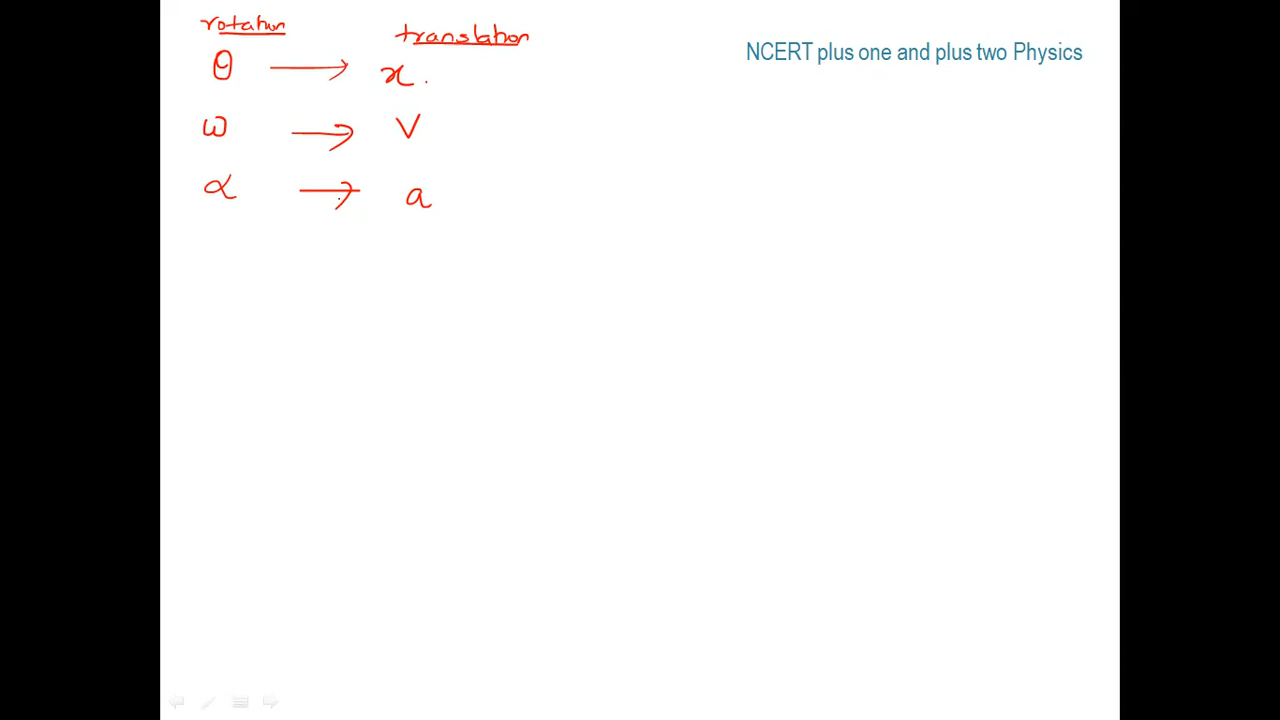 rotation translation
θ → x.
ω → V
α → a
NCERT plus one and plus two Physics